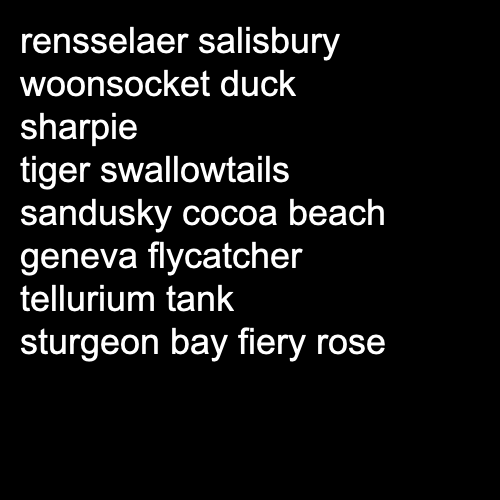 rensselaer salisbury
woonsocket duck
sharpie
tiger swallowtails
sandusky cocoa beach
geneva flycatcher
tellurium tank
sturgeon bay fiery rose